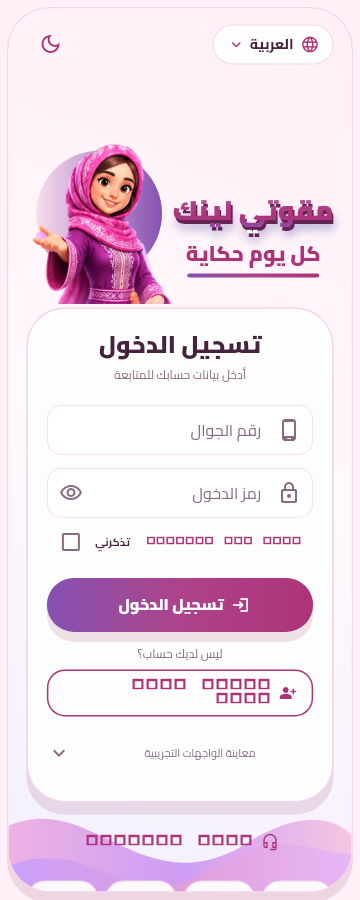 العربية
مقوتي لينك
كل يوم حكاية
تسجيل الدخول
أدخل بيانات حسابك للمتابعة
رقم الجوال
رمز الدخول
تذكرني
تسجيل الدخول
ليس لديك حساب؟
معاينة الواجهات التجريبية